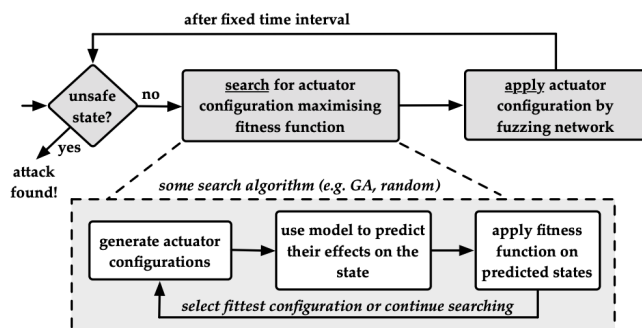 after fixed time interval
unsafe
state?
no
yes
attack
found!
search for actuator
configuration maximising
fitness function
apply actuator
configuration by
fuzzing network
some search algorithm (e.g. GA, random)
generate actuator
configurations
use model to predict
their effects on the
state
apply fitness
function on
predicted states
select fittest configuration or continue searching